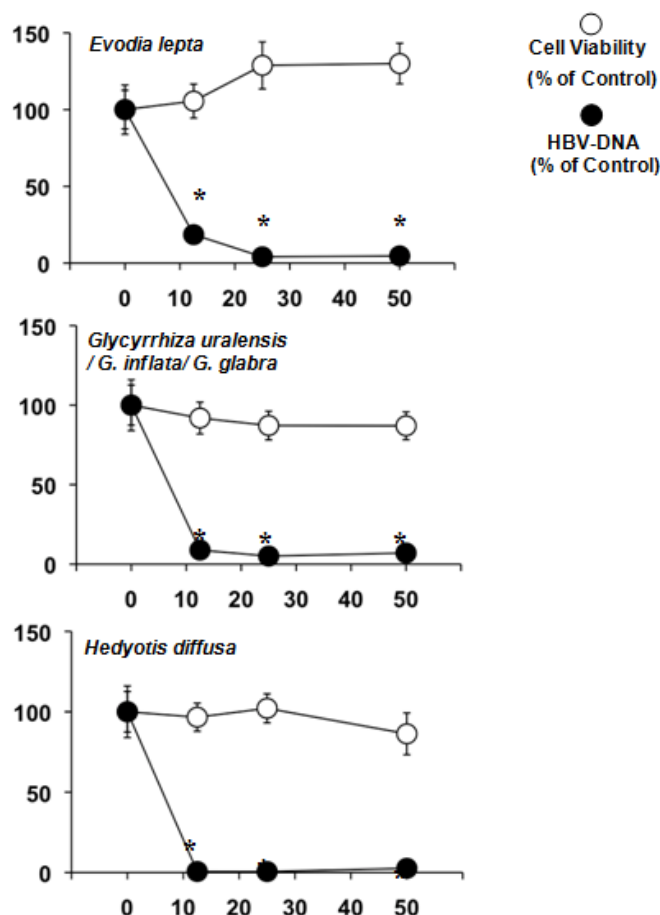 150
Evodia lepta
100
50
*
*
*
0
0 10 20 30 40 50
Cell Viability
(% of Control)
HBV-DNA
(% of Control)
150
Glycyrrhiza uralensis
/ G. inflata/ G. glabra
100
50
*
*
*
0
0 10 20 30 40 50
150
Hedyotis diffusa
100
50
*
*
*
0
0 10 20 30 40 50